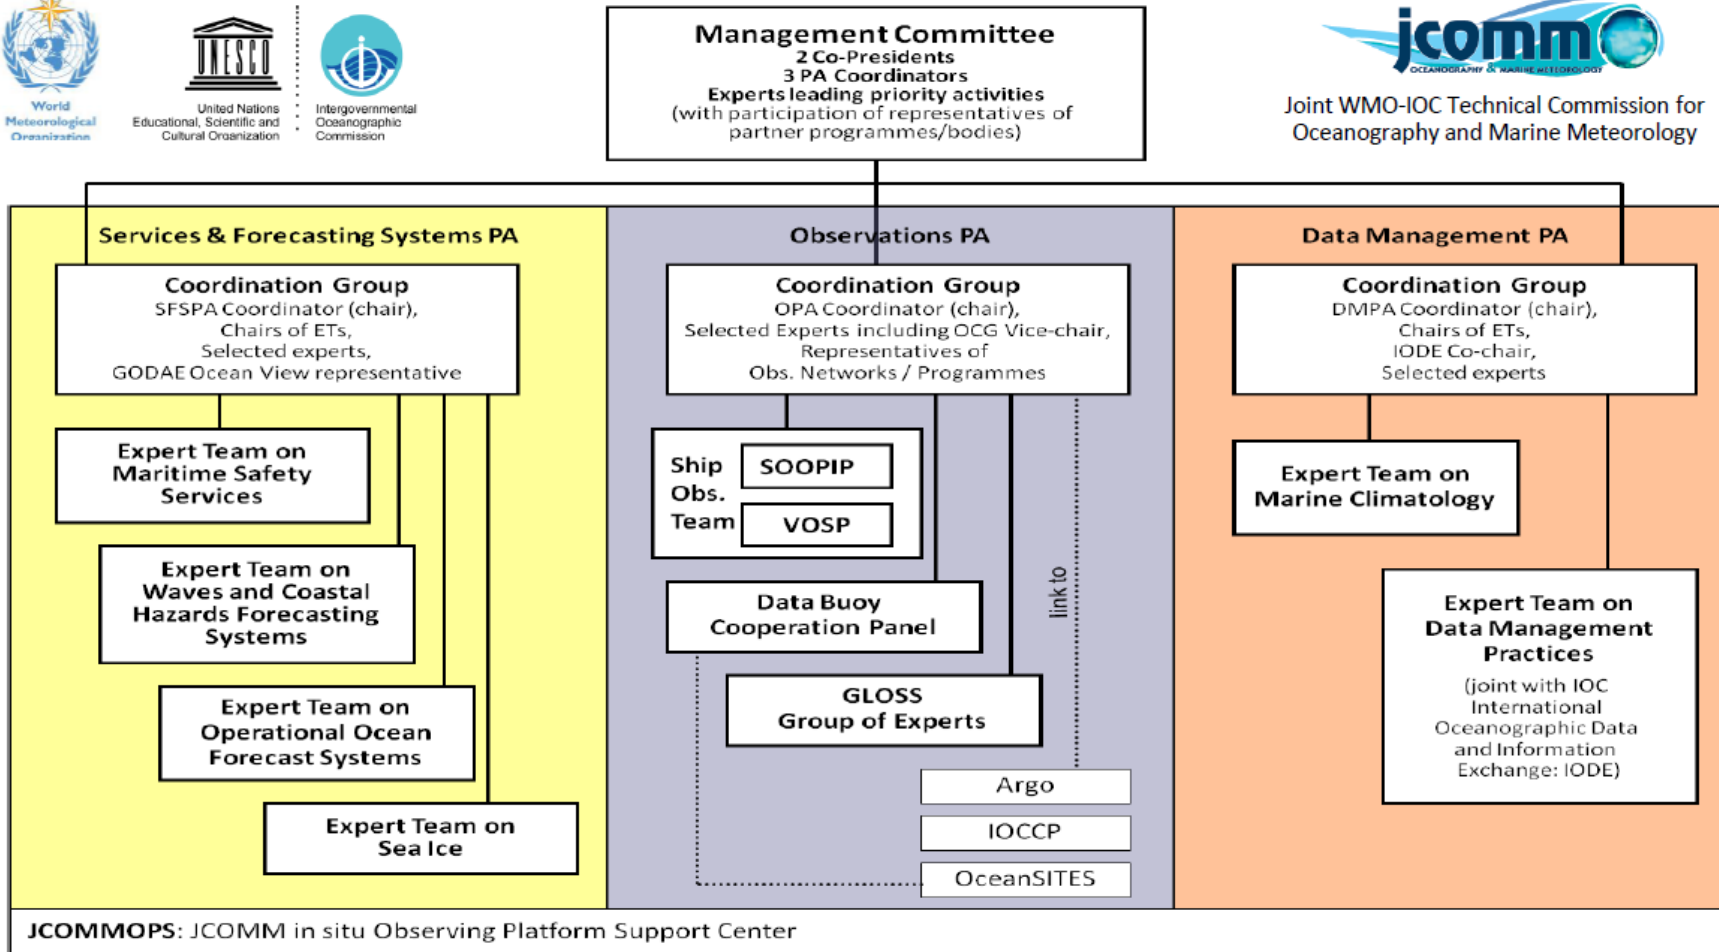 World
Meteorological
Organization
UNESCO
United Nations
Educational, Scientific and
Cultural Organization
Intergovernmental
Oceanographic
Commission
Management Committee
2 Co-Presidents
3 PA Coordinators
Experts leading priority activities
(with participation of representatives of
partner programmes/bodies)
jcomm
OCEANOGRAPHY & MARINE METEOROLOGY
Joint WMO-IOC Technical Commission for
Oceanography and Marine Meteorology
Services & Forecasting Systems PA
Coordination Group
SFSPA Coordinator (chair),
Chairs of ETs,
Selected experts,
GODAE Ocean View representative
Expert Team on
Maritime Safety
Services
Expert Team on
Waves and Coastal
Hazards Forecasting
Systems
Expert Team on
Operational Ocean
Forecast Systems
Expert Team on
Sea Ice
Observations PA
Coordination Group
OPA Coordinator (chair),
Selected Experts including OCG Vice-chair,
Representatives of
Obs. Networks / Programmes
Ship
Obs.
Team
SOOPIP
VOSP
Data Buoy
Cooperation Panel
GLOSS
Group of Experts
link to
Argo
IOCCP
OceanSITES
Data Management PA
Coordination Group
DMPA Coordinator (chair),
Chairs of ETs,
IODE Co-chair,
Selected experts
Expert Team on
Marine Climatology
Expert Team on
Data Management
Practices
(joint with IOC
International
Oceanographic Data
and Information
Exchange: IODE)
JCOMMOPS: JCOMM in situ Observing Platform Support Center